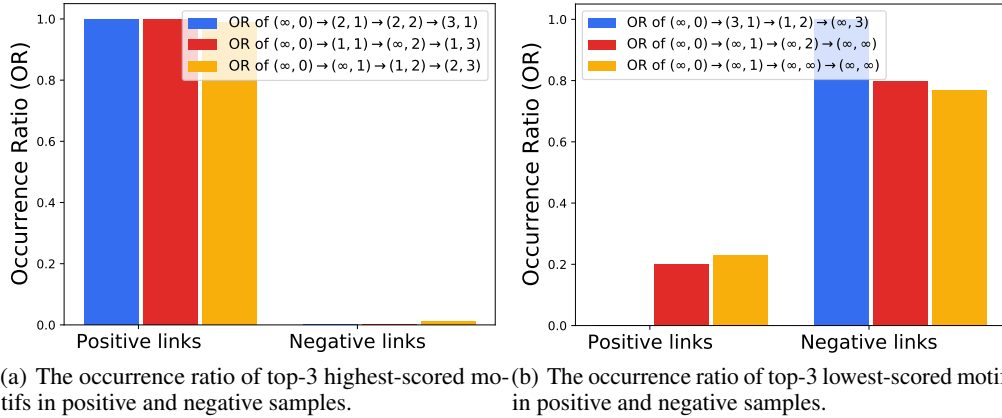 Occurrence Ratio (OR)
1.0
0.8
0.6
0.4
0.2
0.0
OR of (∞, 0)→(2, 1)→(2, 2)→(3, 1)
OR of (∞, 0)→(1, 1)→(∞, 2)→(1, 3)
OR of (∞, 0)→(∞, 1)→(1, 2)→(2, 3)
Positive links
Negative links
(a) The occurrence ratio of top-3 highest-scored mo-
tifs in positive and negative samples.
Occurrence Ratio (OR)
1.0
0.8
0.6
0.4
0.2
0.0
OR of (∞, 0)→(3, 1)→(1, 2)→(∞, 3)
OR of (∞, 0)→(∞, 1)→(∞, 2)→(∞, ∞)
OR of (∞, 0)→(∞, 1)→(∞, ∞)→(∞, ∞)
Positive links
Negative links
(b) The occurrence ratio of top-3 lowest-scored moti
in positive and negative samples.